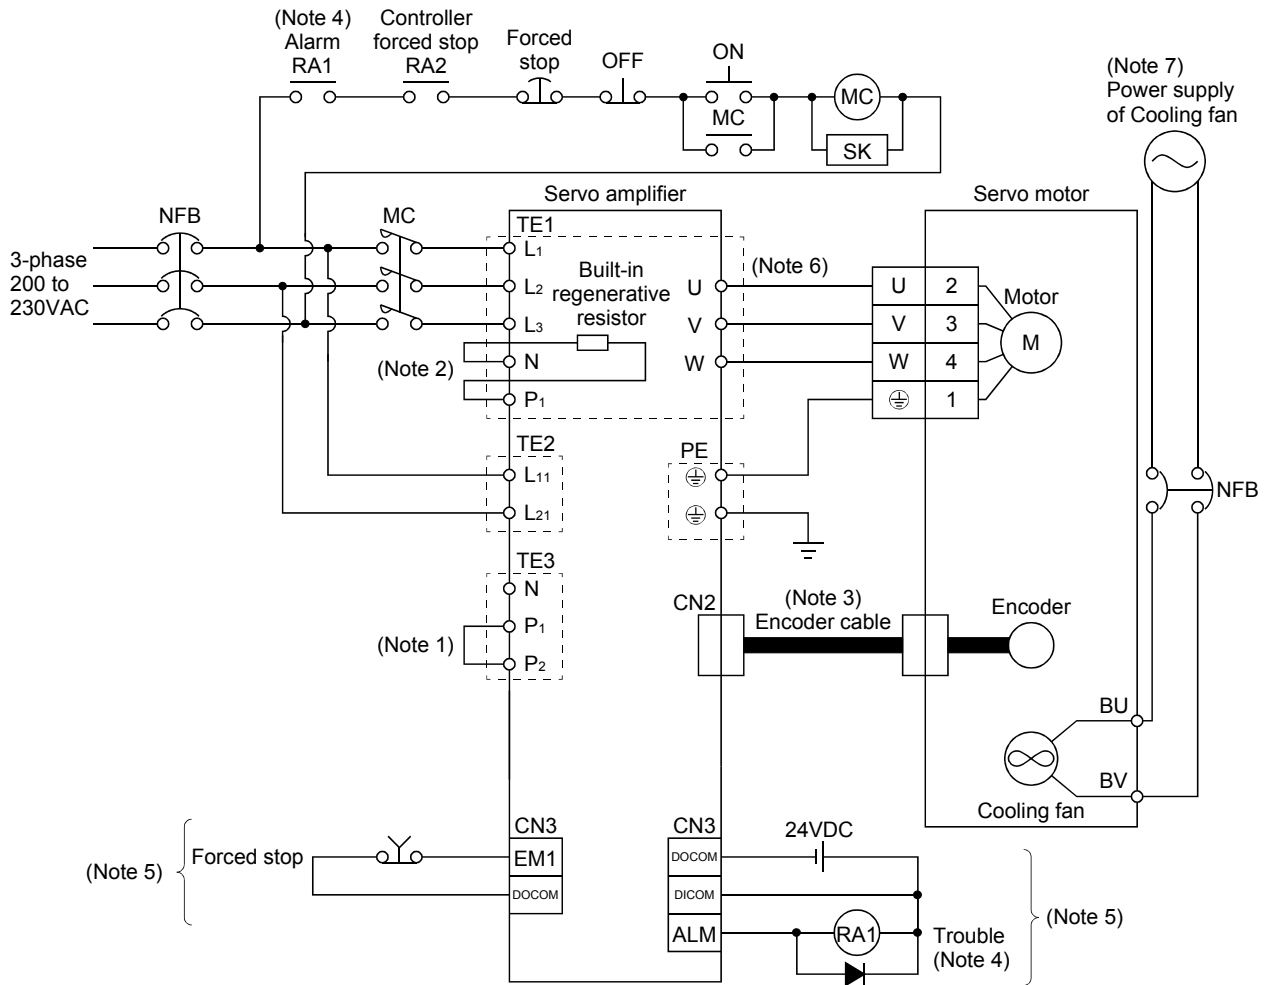 (Note 4)
Alarm
RA1
Controller
forced stop
RA2
Forced
stop
OFF
ON
MC
MC
SK
(Note 7)
Power supply
of Cooling fan
NFB
MC
Servo amplifier
Servo motor
3-phase
200 to
230VAC
TE1
L1
L2
L3
N
P1
Built-in
regenerative
resistor
(Note 2)
U
V
W
(Note 6)
U 2
V 3
W 4
1
Motor
M
TE2
L11
L21
PE
NFB
TE3
N
P1
P2
(Note 1)
CN2
(Note 3)
Encoder cable
Encoder
BU
BV
Cooling fan
(Note 5)
Forced stop
CN3
EM1
DOCOM
CN3
DOCOM
DICOM
ALM
24VDC
RA1
Trouble
(Note 4)
(Note 5)